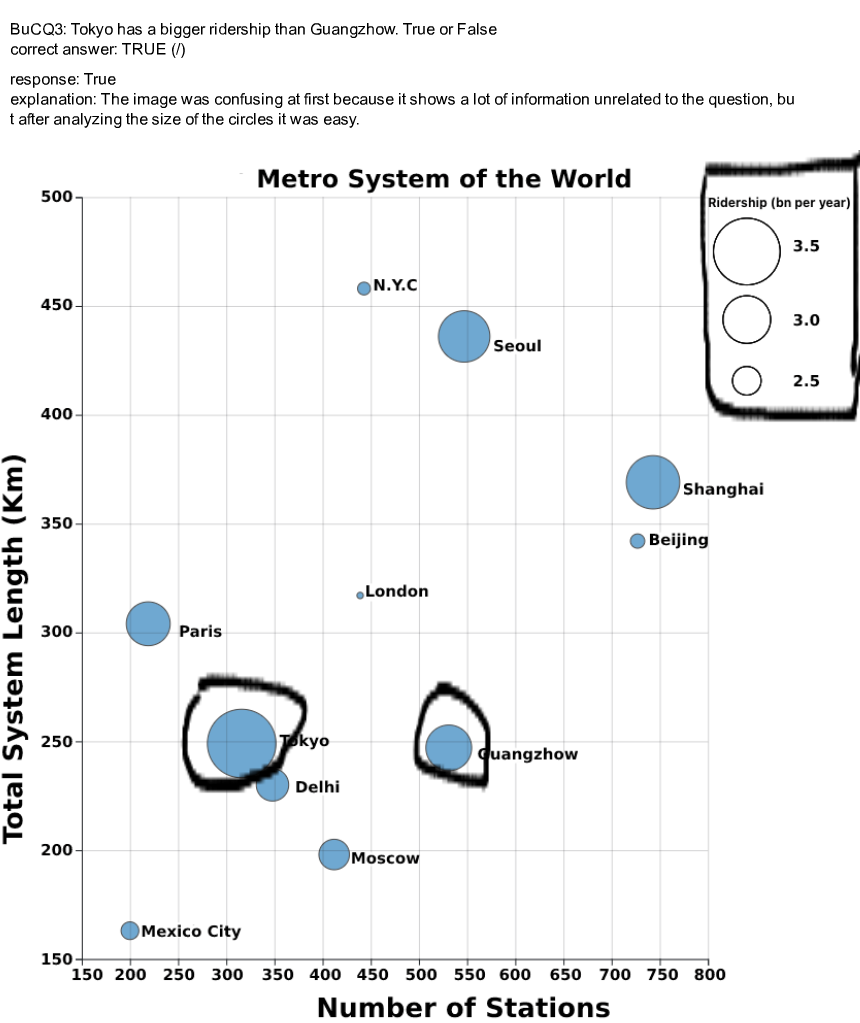 BuCQ3: Tokyo has a bigger ridership than Guangzhow. True or False
correct answer: TRUE (/)
response: True
explanation: The image was confusing at first because it shows a lot of information unrelated to the question, bu
t after analyzing the size of the circles it was easy.
Metro System of the World
Ridership (bn per year)
3.5
3.0
2.5
500
450
400
350
300
250
200
150
Total System Length (Km)
N.Y.C
Seoul
Shanghai
Beijing
London
Paris
Tokyo
Guangzhow
Delhi
Moscow
Mexico City
150 200 250 300 350 400 450 500 550 600 650 700 750 800
Number of Stations